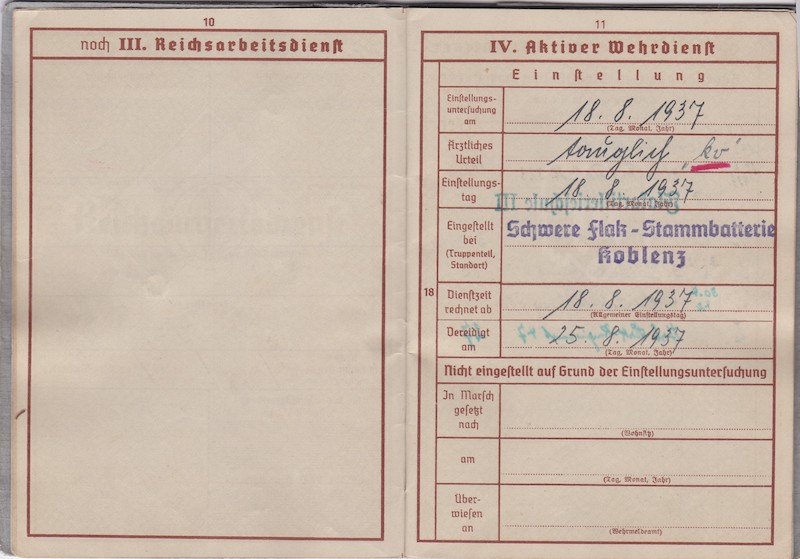 10
noch III. Reichsarbeitsdienst
11
IV. Aktiver Wehrdienst
Einstellung
Einstellungs-
untersuchung
am
18. 8. 1937
(Tag, Monat, Jahr)
Ärztliches
Urteil
tauglich „kv“
Einstellungs-
tag
18. 8. 1937
(Tag, Monat, Jahr)
Eingestellt
bei
(Truppenteil,
Standort)
Schwere Flak-Stammbatterie
Koblenz
18
Dienstzeit
rechnet ab
18. 8. 1937
(Allgemeiner Einstellungstag)
Vereidigt
am
25. 8. 1937
(Tag, Monat, Jahr)
Nicht eingestellt auf Grund der Einstellungsuntersuchung
In Marsch
gesetzt
nach
(Wohnsitz)
am
(Tag, Monat, Jahr)
Über-
wiesen
an
(Wehrmeldeamt)